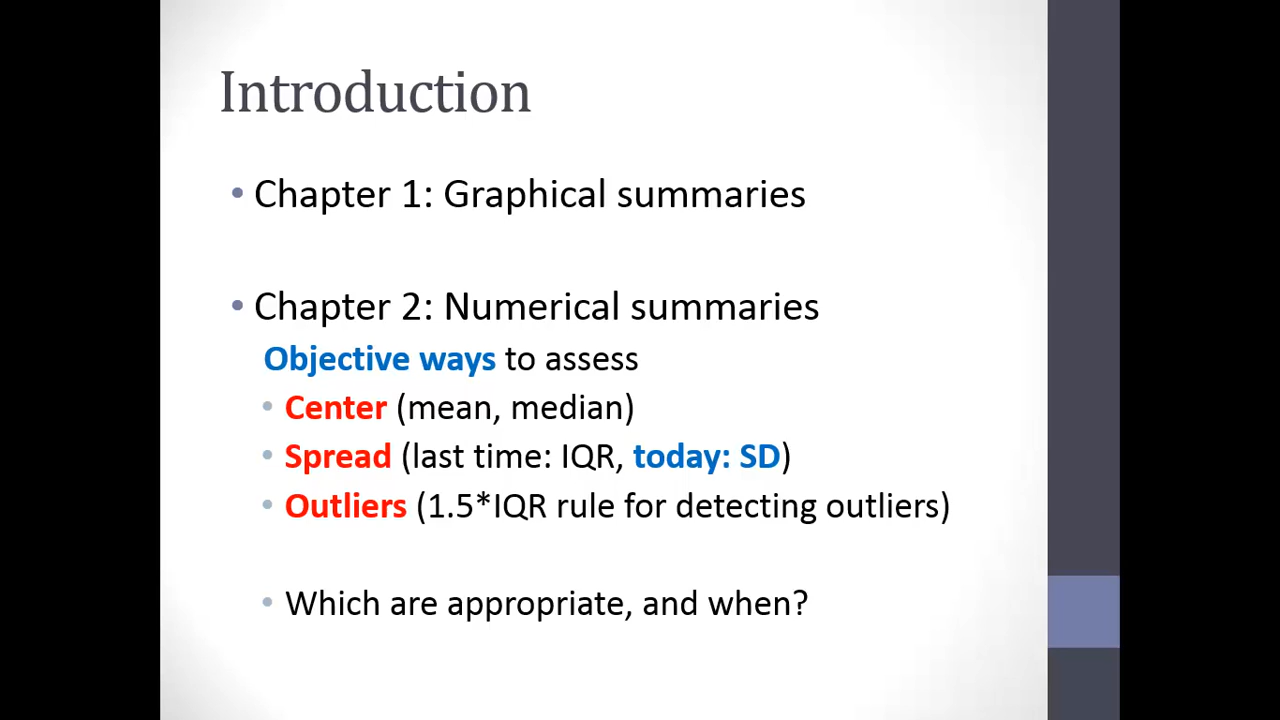 Introduction
• Chapter 1: Graphical summaries
• Chapter 2: Numerical summaries
Objective ways to assess
• Center (mean, median)
• Spread (last time: IQR, today: SD)
• Outliers (1.5*IQR rule for detecting outliers)
• Which are appropriate, and when?